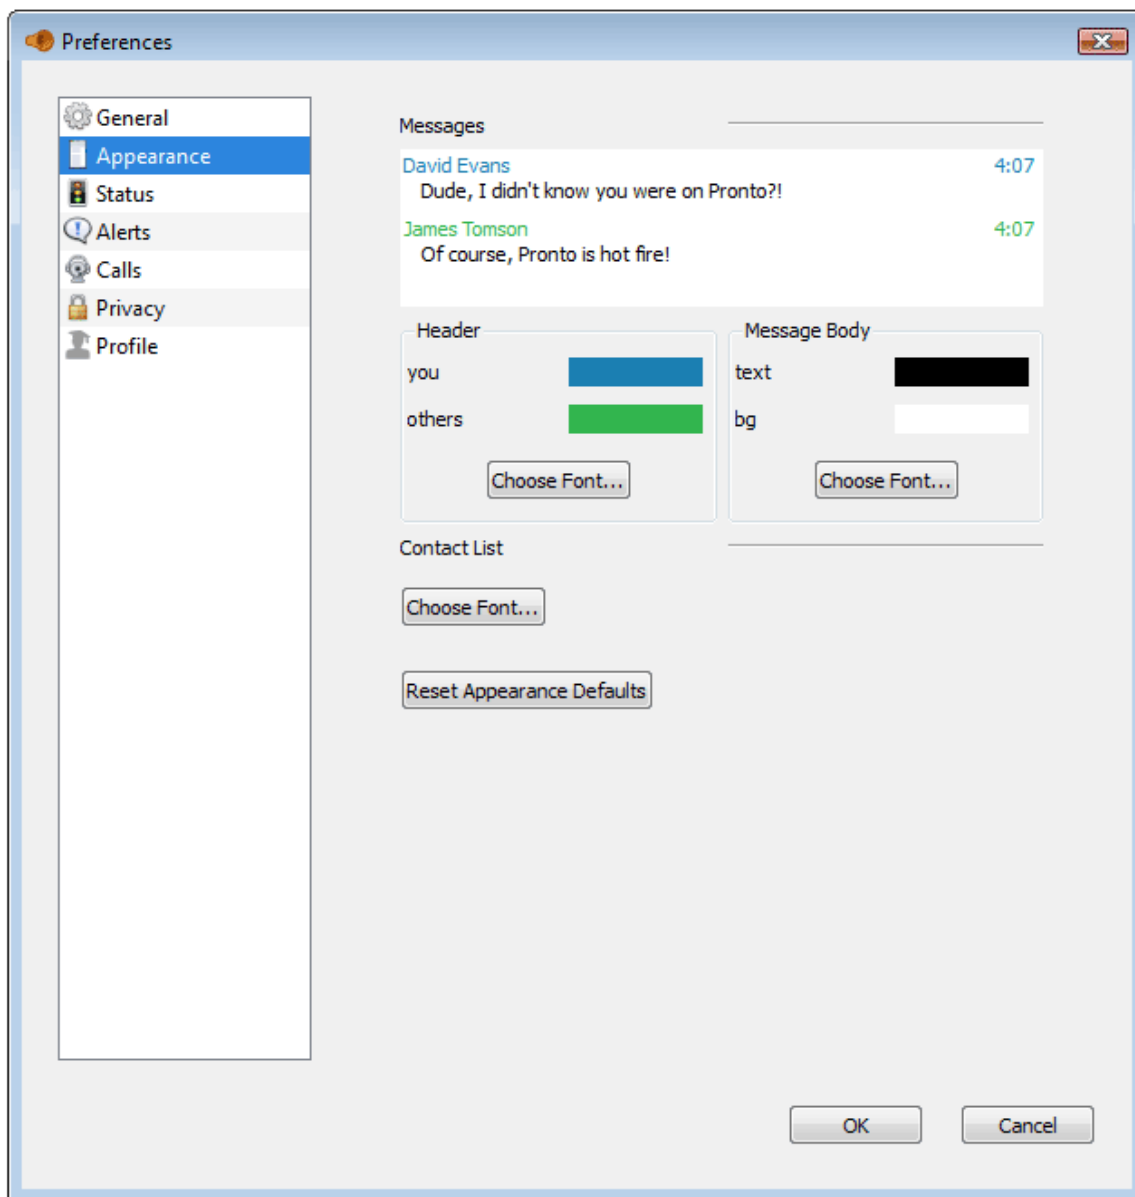 Preferences
General
Appearance
Status
Alerts
Calls
Privacy
Profile
Messages
David Evans 4:07
Dude, I didn't know you were on Pronto?!
James Tomson 4:07
Of course, Pronto is hot fire!
Header
you
others
Choose Font...
Message Body
text
bg
Choose Font...
Contact List
Choose Font...
Reset Appearance Defaults
OK Cancel